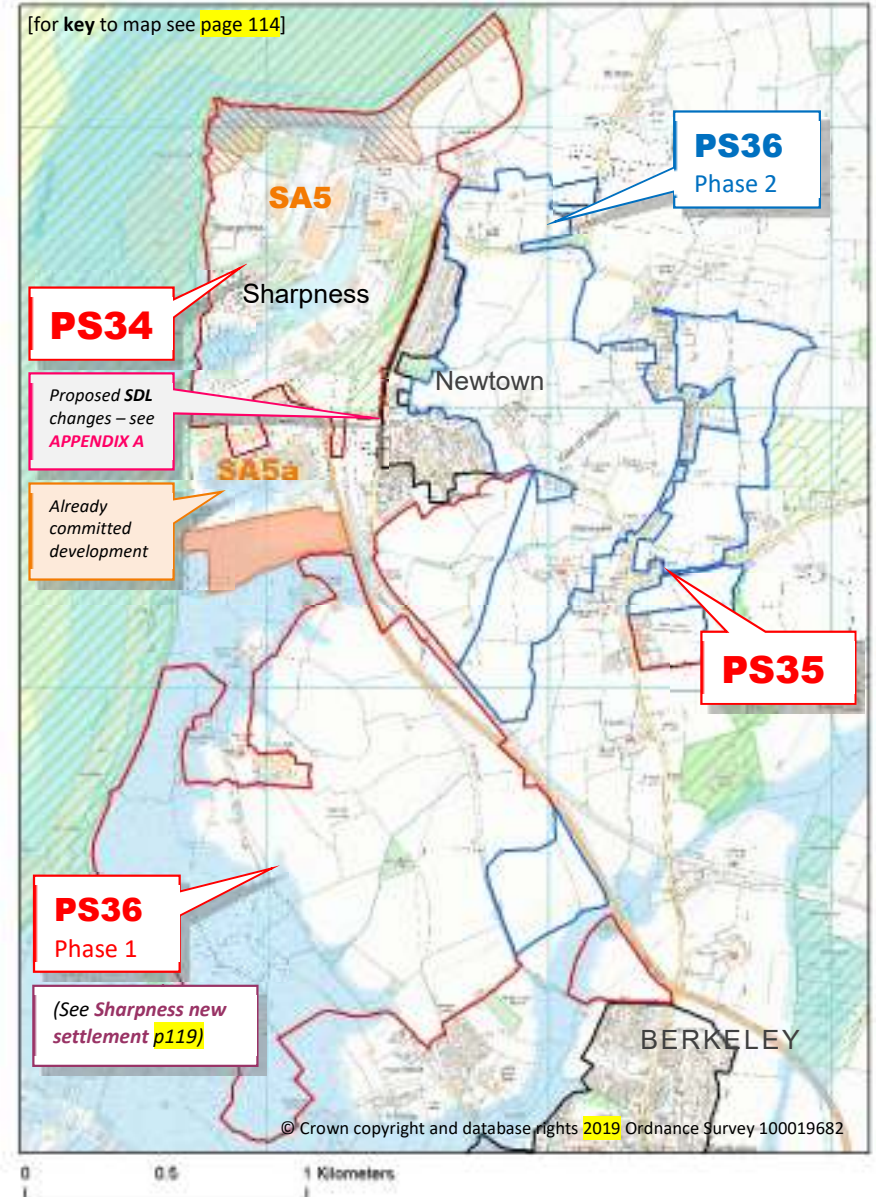 [for key to map see page 114]
PS36
Phase 2
SA5
Sharpness
PS34
Newtown
Proposed SDL
changes – see
APPENDIX A
SA5a
Already
committed
development
PS35
PS36
Phase 1
(See Sharpness new
settlement p119)
BERKELEY
© Crown copyright and database rights 2019 Ordnance Survey 100019682
0 0.5 1 Kilometers